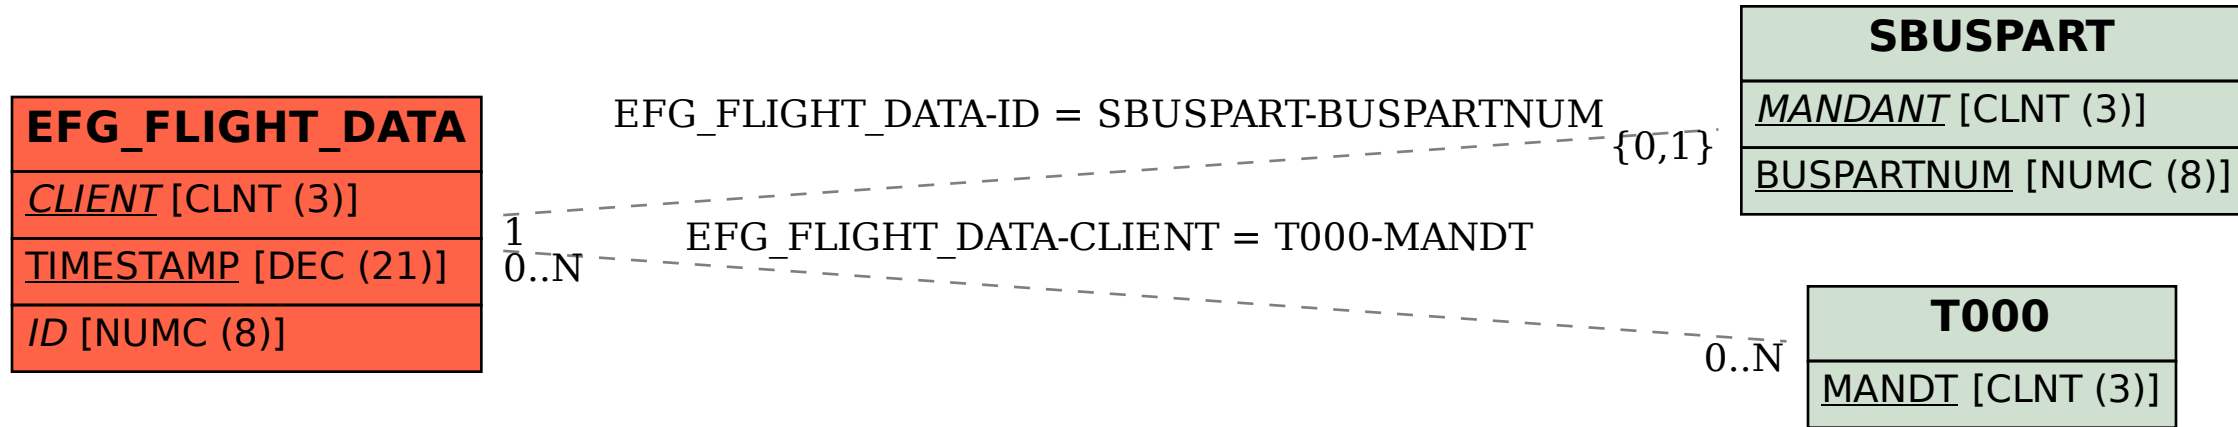 EFG_FLIGHT_DATA
CLIENT [CLNT (3)]
TIMESTAMP [DEC (21)]
ID [NUMC (8)]
EFG_FLIGHT_DATA-ID = SBUSPART-BUSPARTNUM
{0,1}
1
EFG_FLIGHT_DATA-CLIENT = T000-MANDT
0..N
0..N
SBUSPART
MANDANT [CLNT (3)]
BUSPARTNUM [NUMC (8)]
T000
MANDT [CLNT (3)]